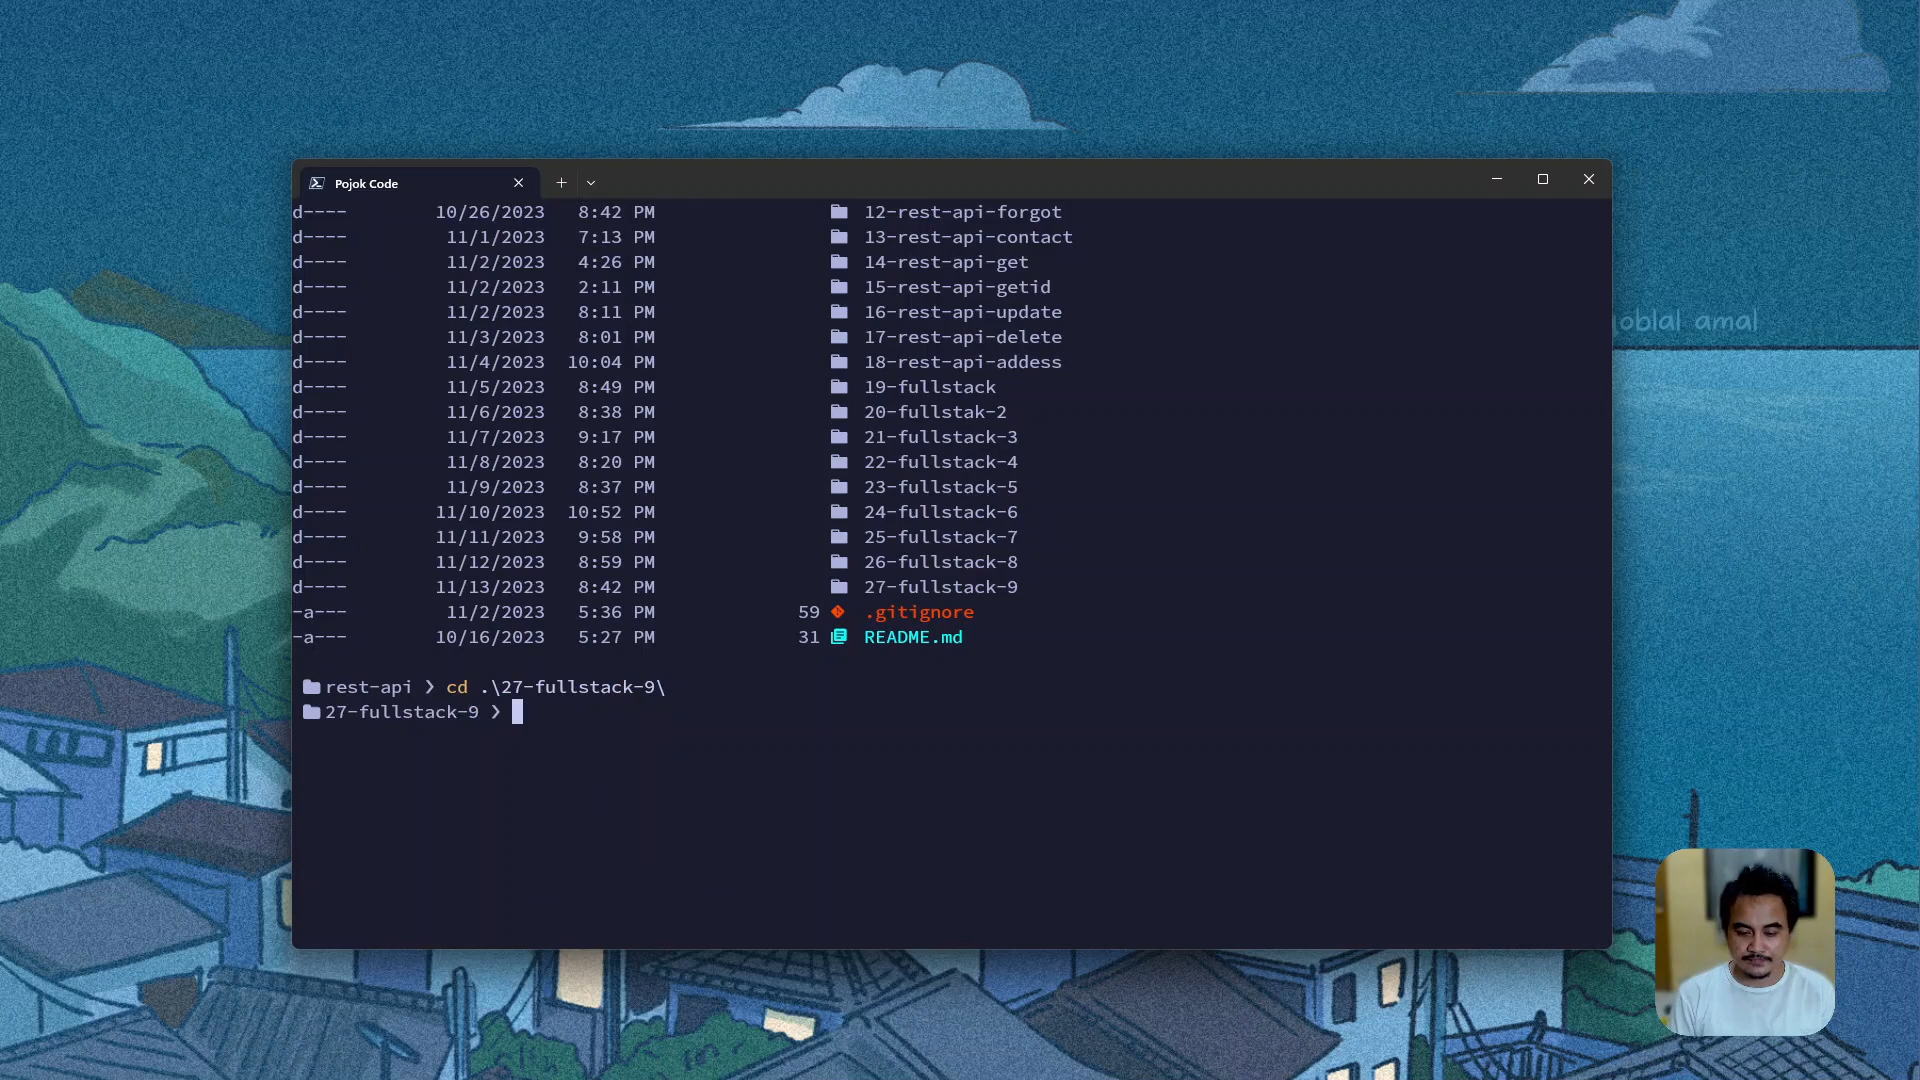 Pojok Code
d---- 10/26/2023 8:42 PM 12-rest-api-forgot
d---- 11/1/2023 7:13 PM 13-rest-api-contact
d---- 11/2/2023 4:26 PM 14-rest-api-get
d---- 11/2/2023 2:11 PM 15-rest-api-getid
d---- 11/2/2023 8:11 PM 16-rest-api-update
d---- 11/3/2023 8:01 PM 17-rest-api-delete
d---- 11/4/2023 10:04 PM 18-rest-api-addess
d---- 11/5/2023 8:49 PM 19-fullstack
d---- 11/6/2023 8:38 PM 20-fullstak-2
d---- 11/7/2023 9:17 PM 21-fullstack-3
d---- 11/8/2023 8:20 PM 22-fullstack-4
d---- 11/9/2023 8:37 PM 23-fullstack-5
d---- 11/10/2023 10:52 PM 24-fullstack-6
d---- 11/11/2023 9:58 PM 25-fullstack-7
d---- 11/12/2023 8:59 PM 26-fullstack-8
d---- 11/13/2023 8:42 PM 27-fullstack-9
-a--- 11/2/2023 5:36 PM 59 .gitignore
-a--- 10/16/2023 5:27 PM 31 README.md
rest-api ❯ cd .\27-fullstack-9\
27-fullstack-9 ❯
amal